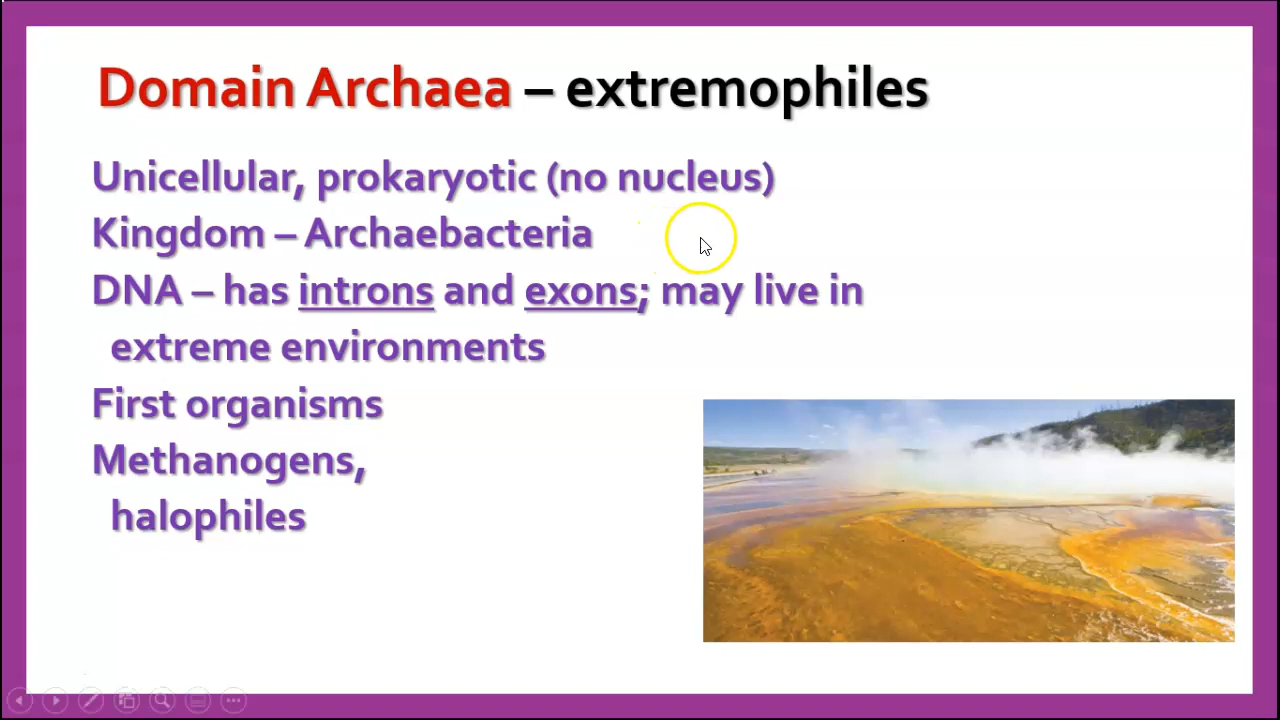 Domain Archaea – extremophiles
Unicellular, prokaryotic (no nucleus)
Kingdom – Archaebacteria
DNA – has introns and exons; may live in
extreme environments
First organisms
Methanogens,
halophiles